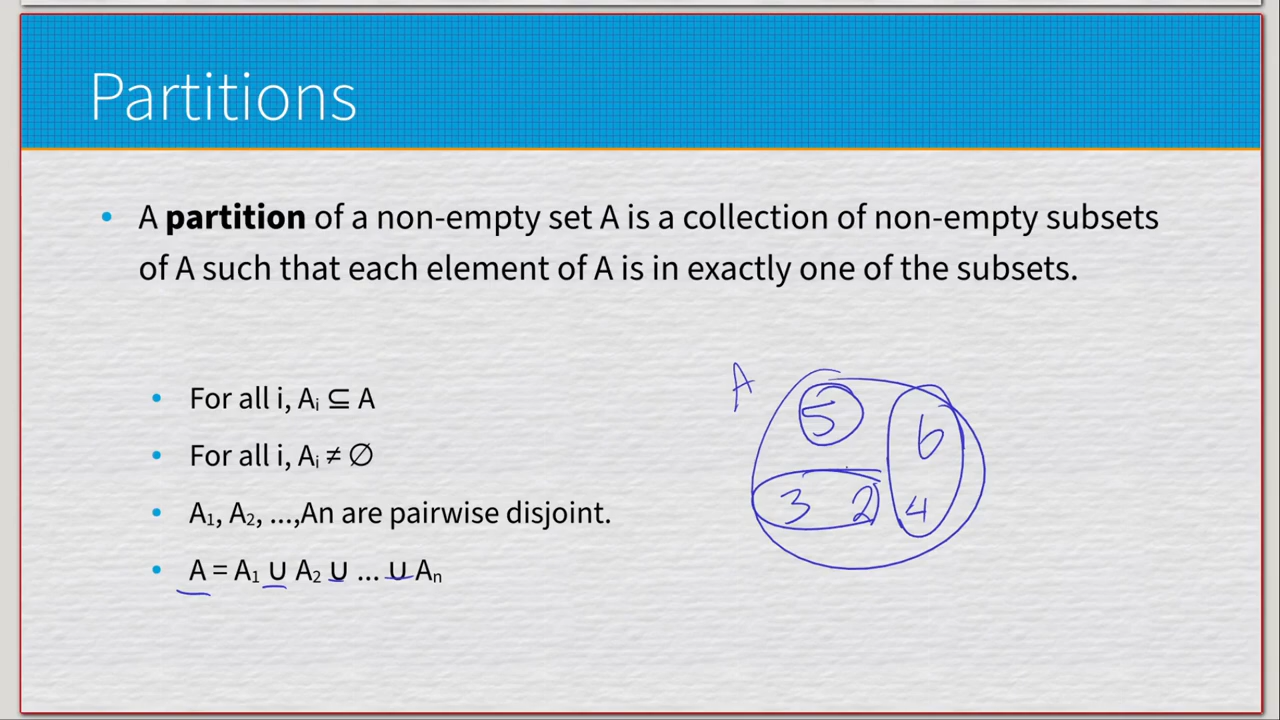 Partitions
• A partition of a non-empty set A is a collection of non-empty subsets
of A such that each element of A is in exactly one of the subsets.
• For all i, Aᵢ ⊆ A
• For all i, Aᵢ ≠ ∅
• A₁, A₂, ...,An are pairwise disjoint.
• A = A₁ ∪ A₂ ∪ ... ∪ Aₙ
A
5 6
3 2 4